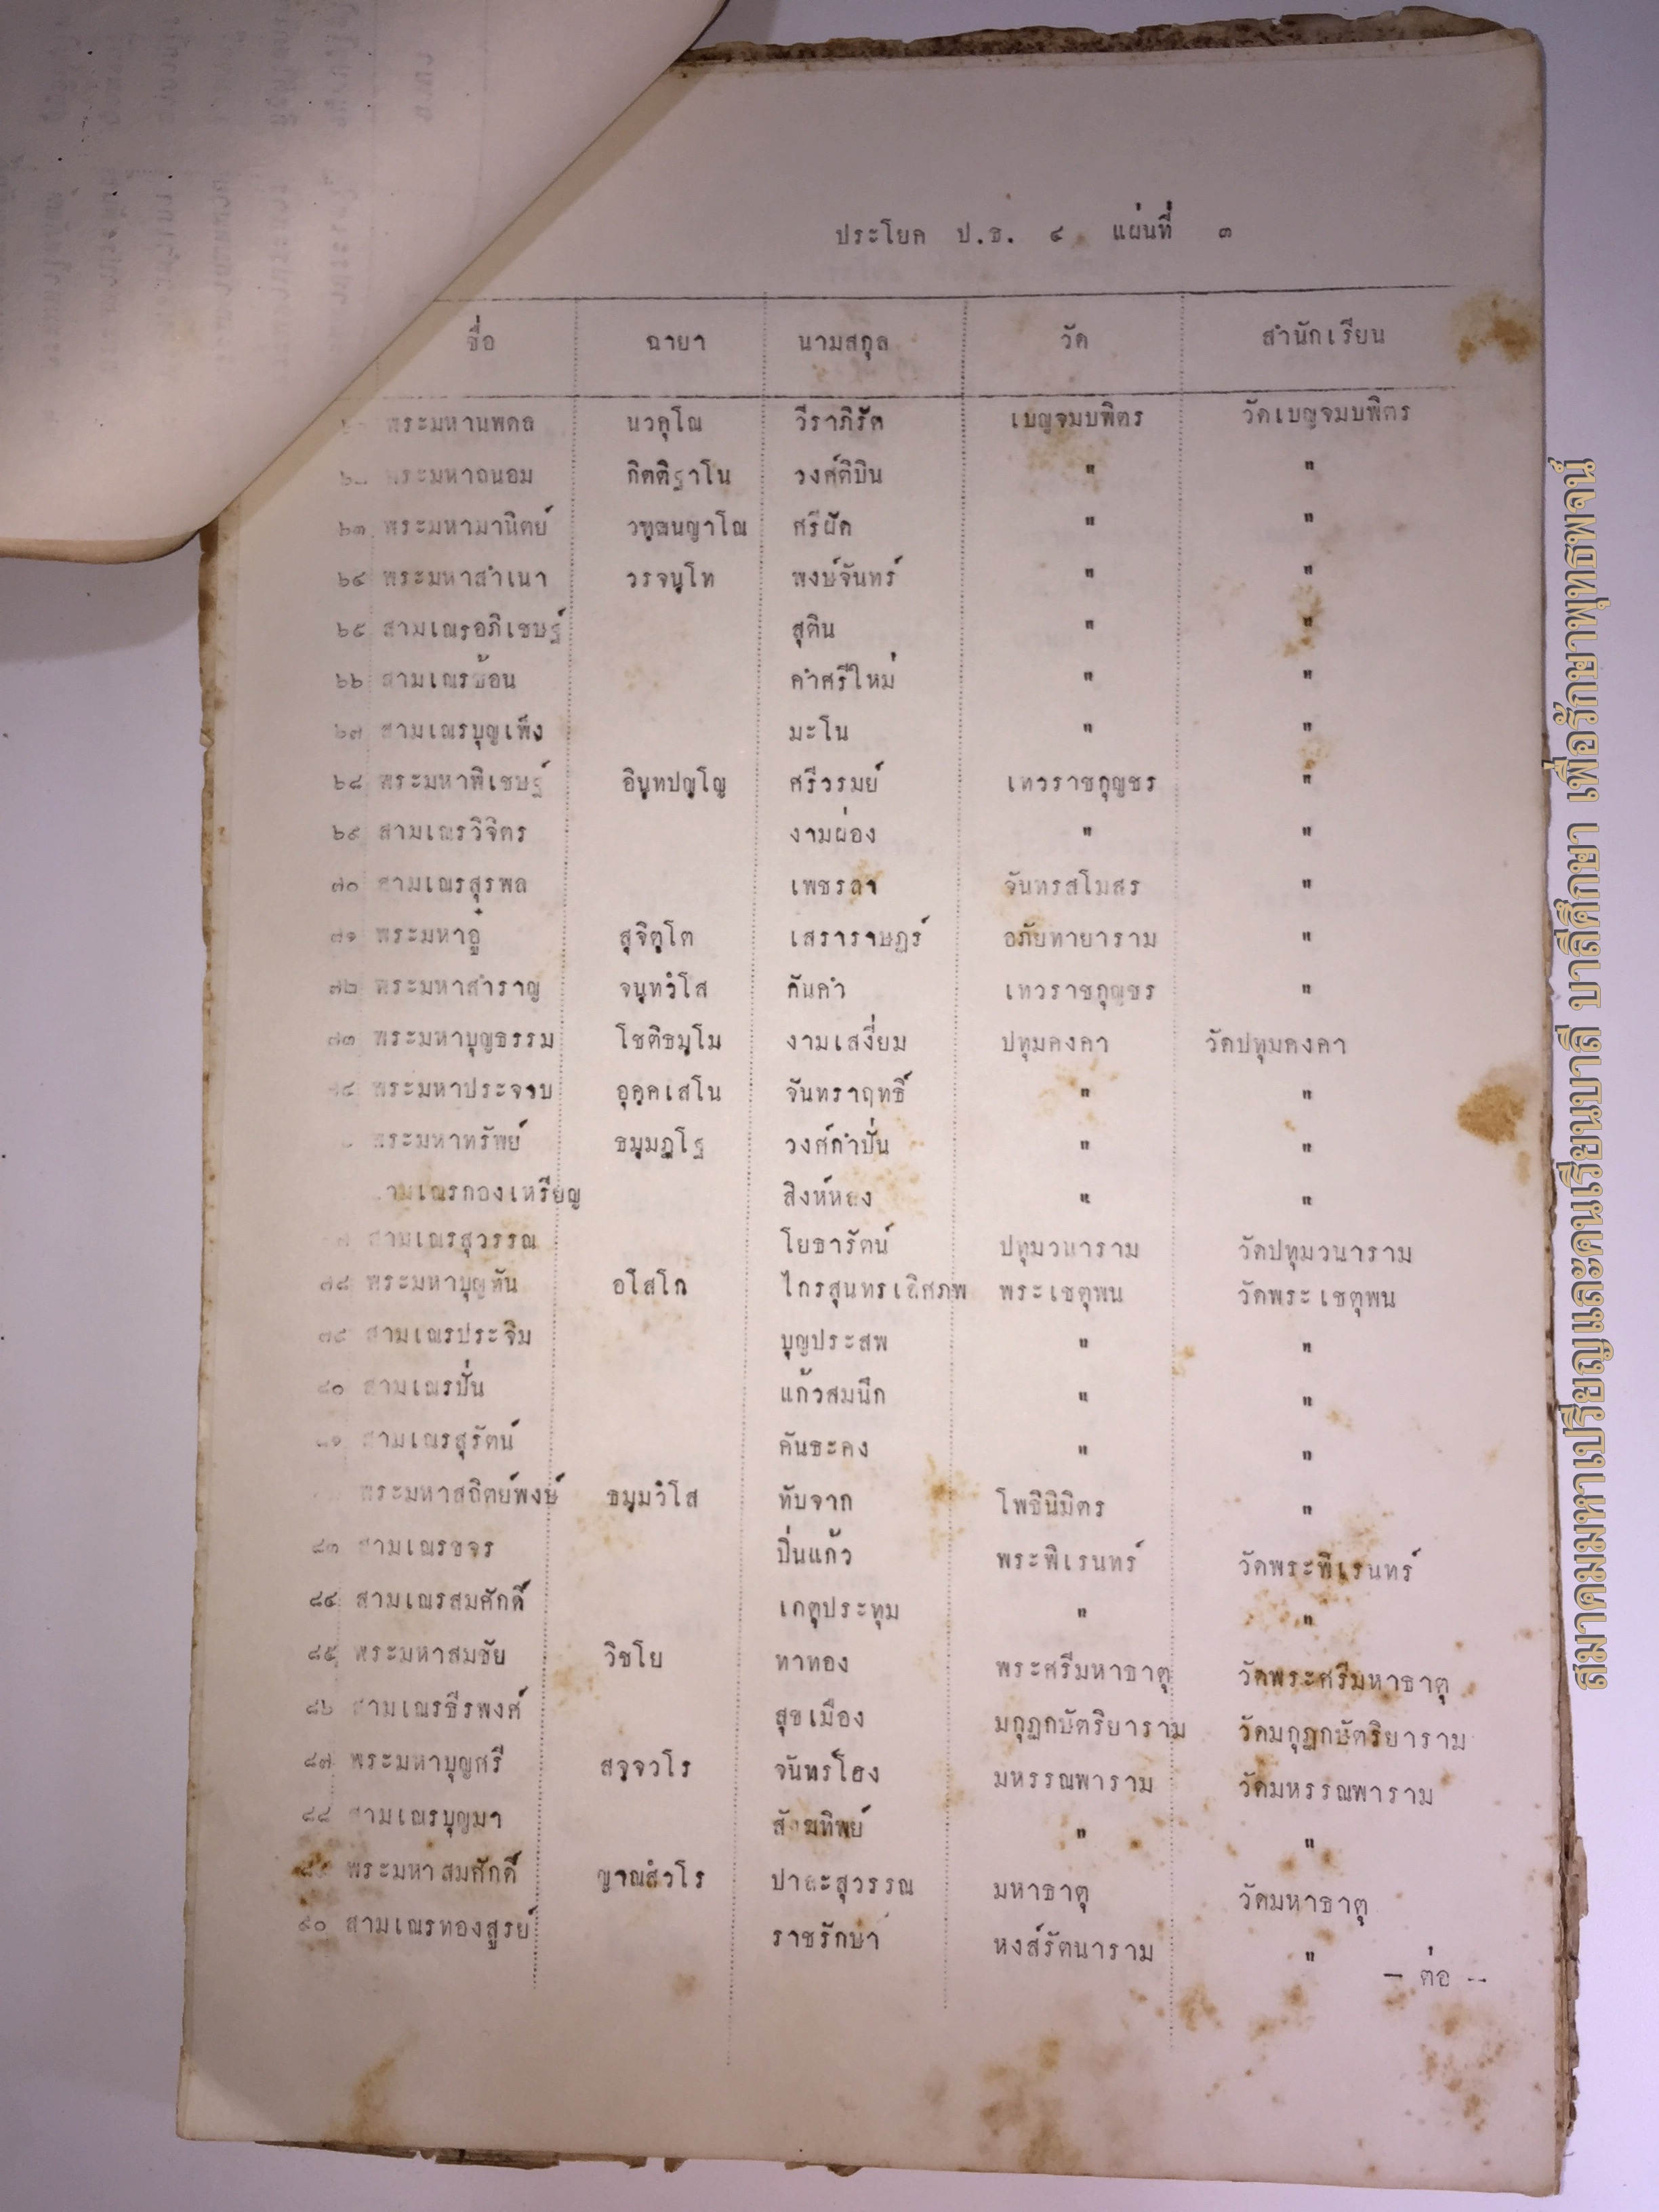 ประโยค ป.ธ. ๔ แผ่นที่ ๓
ชื่อ ฉายา นามสกุล วัด สำนักเรียน
พระมหานพดล นวคุโณ วีราภิรัต เบญจมบพิตร วัดเบญจมบพิตร
พระมหาถนอม กิตติฐาโน วงศ์ติบิน " "
๖๓ พระมหามานิตย์ ศรีผัด " "
๖๔ พระมหาสำเนา วรจนฺโท พงษ์จันทร์ " "
๖๕ สามเณรอภิเชษฐ์ สุติน " "
๖๖ สามเณรช้อน คำศรีใหม่ " "
๖๗ สามเณรบุญเพ็ง มะโน " "
๖๘ พระมหาพิเชษฐ์ อินฺทปญฺโญ ศรีวรมย์ เทวราชกุญชร "
๖๙ สามเณรวิจิตร งามผ่อง " "
๗๐ สามเณรสุรพล เพชรลา จันทรสโมสร "
๗๑ พระมหาอู๋ สุจิตฺโต เสราราษฎร์ อภัยทายาราม "
๗๒ พระมหาสำราญ จนฺทวํโส กันคำ เทวราชกุญชร "
๗๓ พระมหาบุญธรรม โชติธมฺโม งามเสงี่ยม ปทุมคงคา วัดปทุมคงคา
๗๔ พระมหาประจวบ อุคฺคเสโน จันทราฤทธิ์ " "
พระมหาทรัพย์ ธมฺมฏฺโฐ วงศ์กำปั่น " "
ามเณรกองเหรียญ สิงห์หลง " "
๗ สามเณรสุวรรณ โยธารัตน์ ปทุมวนาราม วัดปทุมวนาราม
๗๘ พระมหาบุญทัน อโสโก ไกรสุนทรเลิศภพ พระเชตุพน วัดพระเชตุพน
๗๙ สามเณรประจิม บุญประสพ " "
๘๐ สามเณรปั่น แก้วสมนึก " "
๘๑ สามเณรสุรัตน์ คันธะคง " "
พระมหาสถิตย์พงษ์ ธมฺมวํโส ทับจาก โพธินิมิตร "
๘๓ สามเณรขจร ปิ่นแก้ว พระพิเรนทร์ วัดพระพิเรนทร์
๘๔ สามเณรสมศักดิ์ เกตุประทุม " "
๘๕ พระมหาสมชัย วิชโย ทาทอง พระศรีมหาธาตุ วัดพระศรีมหาธาตุ
๘๖ สามเณรธีรพงศ์ สุขเมือง มกุฏกษัตริยาราม วัดมกุฏกษัตริยาราม
๘๗ พระมหาบุญศรี สจฺจวโร จันทร์โฮง มหรรณพาราม วัดมหรรณพาราม
๘๘ สามเณรบุญมา " "
๘๙ พระมหาสมศักดิ์ ญาณสํวโร ปาละสุวรรณ มหาธาตุ วัดมหาธาตุ
๙๐ สามเณรทองสูรย์ ราชรักษา หงส์รัตนาราม "
- ต่อ --
สมาคมมหาเปรียญและคนเรียนบาลี บาลีศึกษา เพื่อรักษาพุทธิพจน์